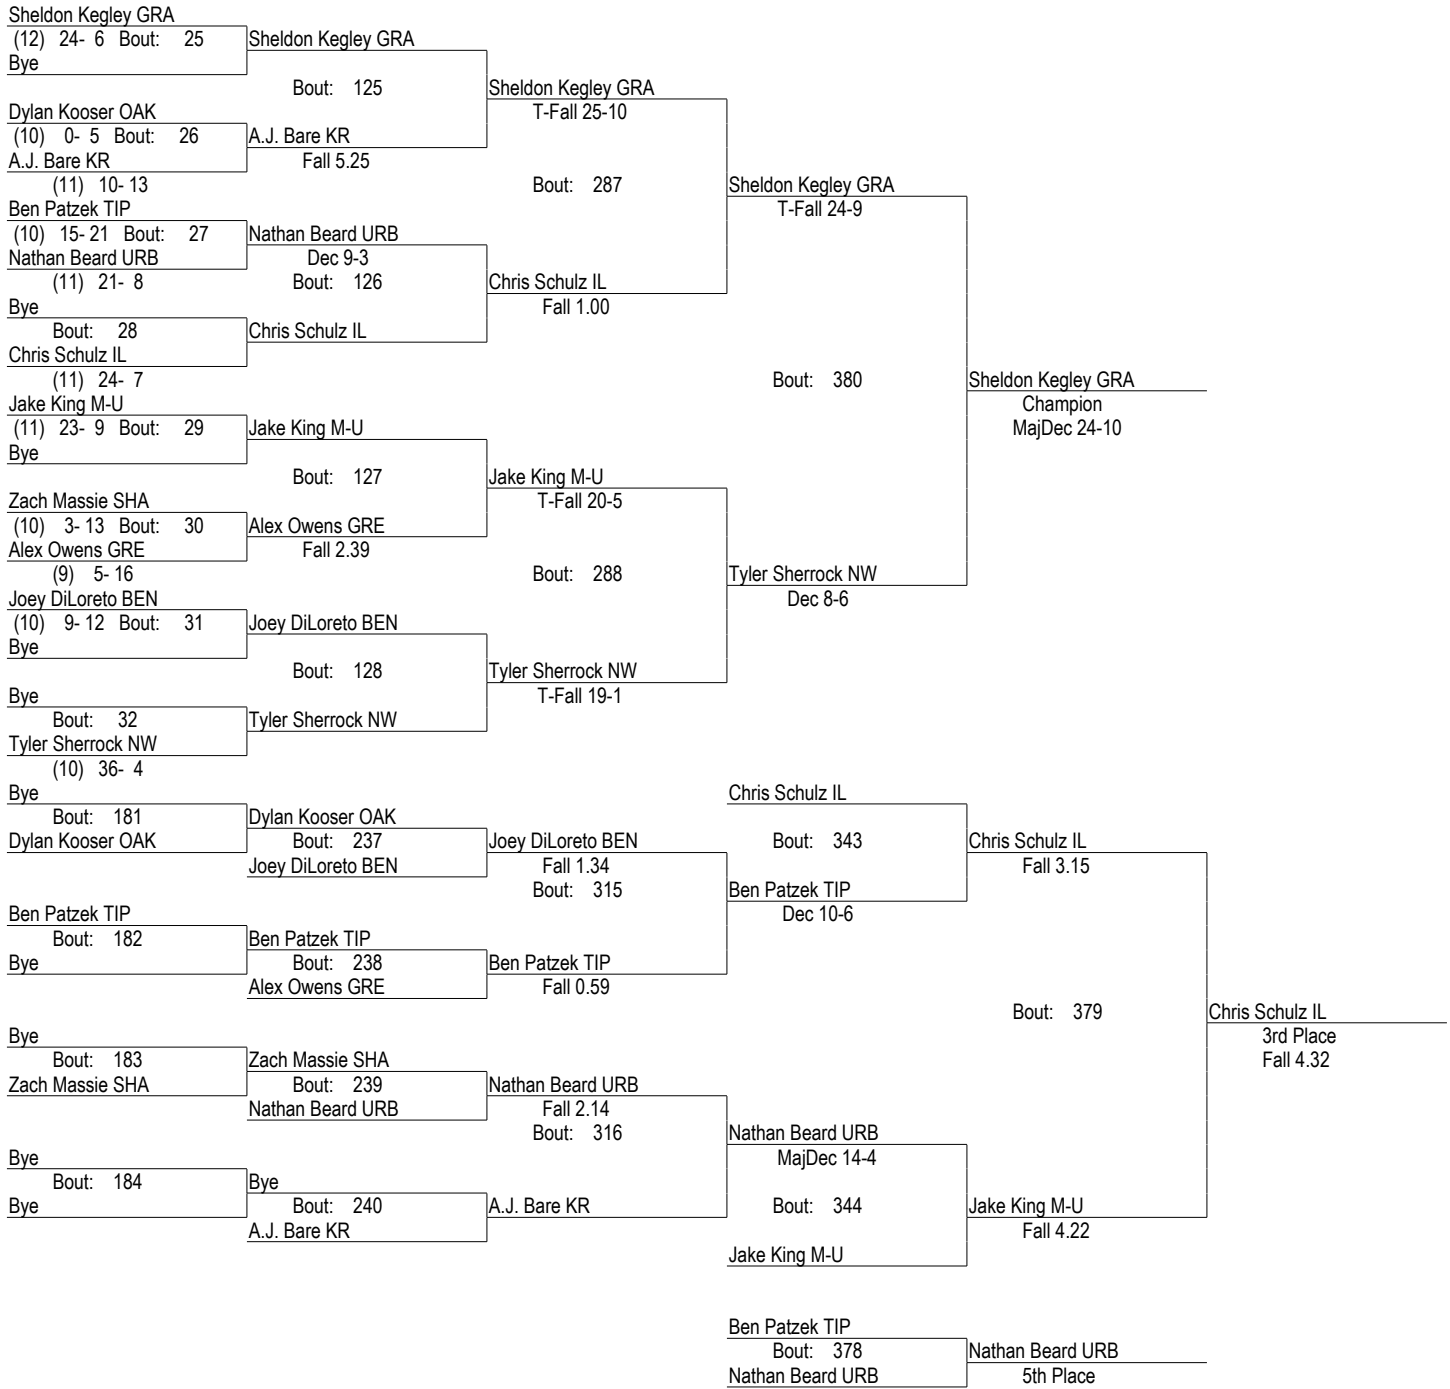 Sheldon Kegley GRA
(12) 24- 6 Bout: 25 Sheldon Kegley GRA
Bye
Bout: 125 Sheldon Kegley GRA
Dylan Kooser OAK T-Fall 25-10
(10) 0- 5 Bout: 26 A.J. Bare KR
A.J. Bare KR Fall 5.25
(11) 10- 13 Bout: 287 Sheldon Kegley GRA
Ben Patzek TIP T-Fall 24-9
(10) 15- 21 Bout: 27 Nathan Beard URB
Nathan Beard URB Dec 9-3
(11) 21- 8 Bout: 126 Chris Schulz IL
Bye Fall 1.00
Bout: 28 Chris Schulz IL
Chris Schulz IL
(11) 24- 7 Bout: 380 Sheldon Kegley GRA
Jake King M-U Champion
(11) 23- 9 Bout: 29 Jake King M-U MajDec 24-10
Bye
Bout: 127 Jake King M-U
Zach Massie SHA T-Fall 20-5
(10) 3- 13 Bout: 30 Alex Owens GRE
Alex Owens GRE Fall 2.39
(9) 5- 16 Bout: 288 Tyler Sherrock NW
Joey DiLoreto BEN Dec 8-6
(10) 9- 12 Bout: 31 Joey DiLoreto BEN
Bye
Bout: 128 Tyler Sherrock NW
Bye T-Fall 19-1
Bout: 32 Tyler Sherrock NW
Tyler Sherrock NW
(10) 36- 4
Bye Chris Schulz IL
Bout: 181 Dylan Kooser OAK
Dylan Kooser OAK Bout: 237 Joey DiLoreto BEN Bout: 343 Chris Schulz IL
Joey DiLoreto BEN Fall 1.34 Fall 3.15
Bout: 315 Ben Patzek TIP
Ben Patzek TIP Dec 10-6
Bout: 182 Ben Patzek TIP
Bye Bout: 238 Ben Patzek TIP
Alex Owens GRE Fall 0.59
Bout: 379 Chris Schulz IL
Bye 3rd Place
Bout: 183 Zach Massie SHA Fall 4.32
Zach Massie SHA Bout: 239 Nathan Beard URB
Nathan Beard URB Fall 2.14
Bout: 316 Nathan Beard URB
Bye MajDec 14-4
Bout: 184 Bye
Bye Bout: 240 A.J. Bare KR Bout: 344 Jake King M-U
A.J. Bare KR Fall 4.22
Jake King M-U
Ben Patzek TIP
Bout: 378 Nathan Beard URB
Nathan Beard URB 5th Place